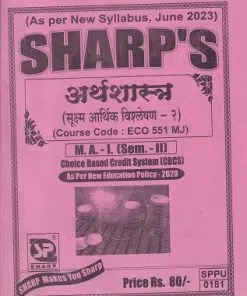 (As per New Syllabus, June 2023)
SHARP'S
अर्थशास्त्र
(सूक्ष्म आर्थिक विश्लेषण - २)
(Course Code : ECO 551 MJ)
M. A. - I. (Sem. - II)
Choice Based Credit System (CBCS)
As Per New Education Policy - 2020
SP
SHARP
SHARP Makes You Sharp
Price Rs. 80/-
SPPU
0181